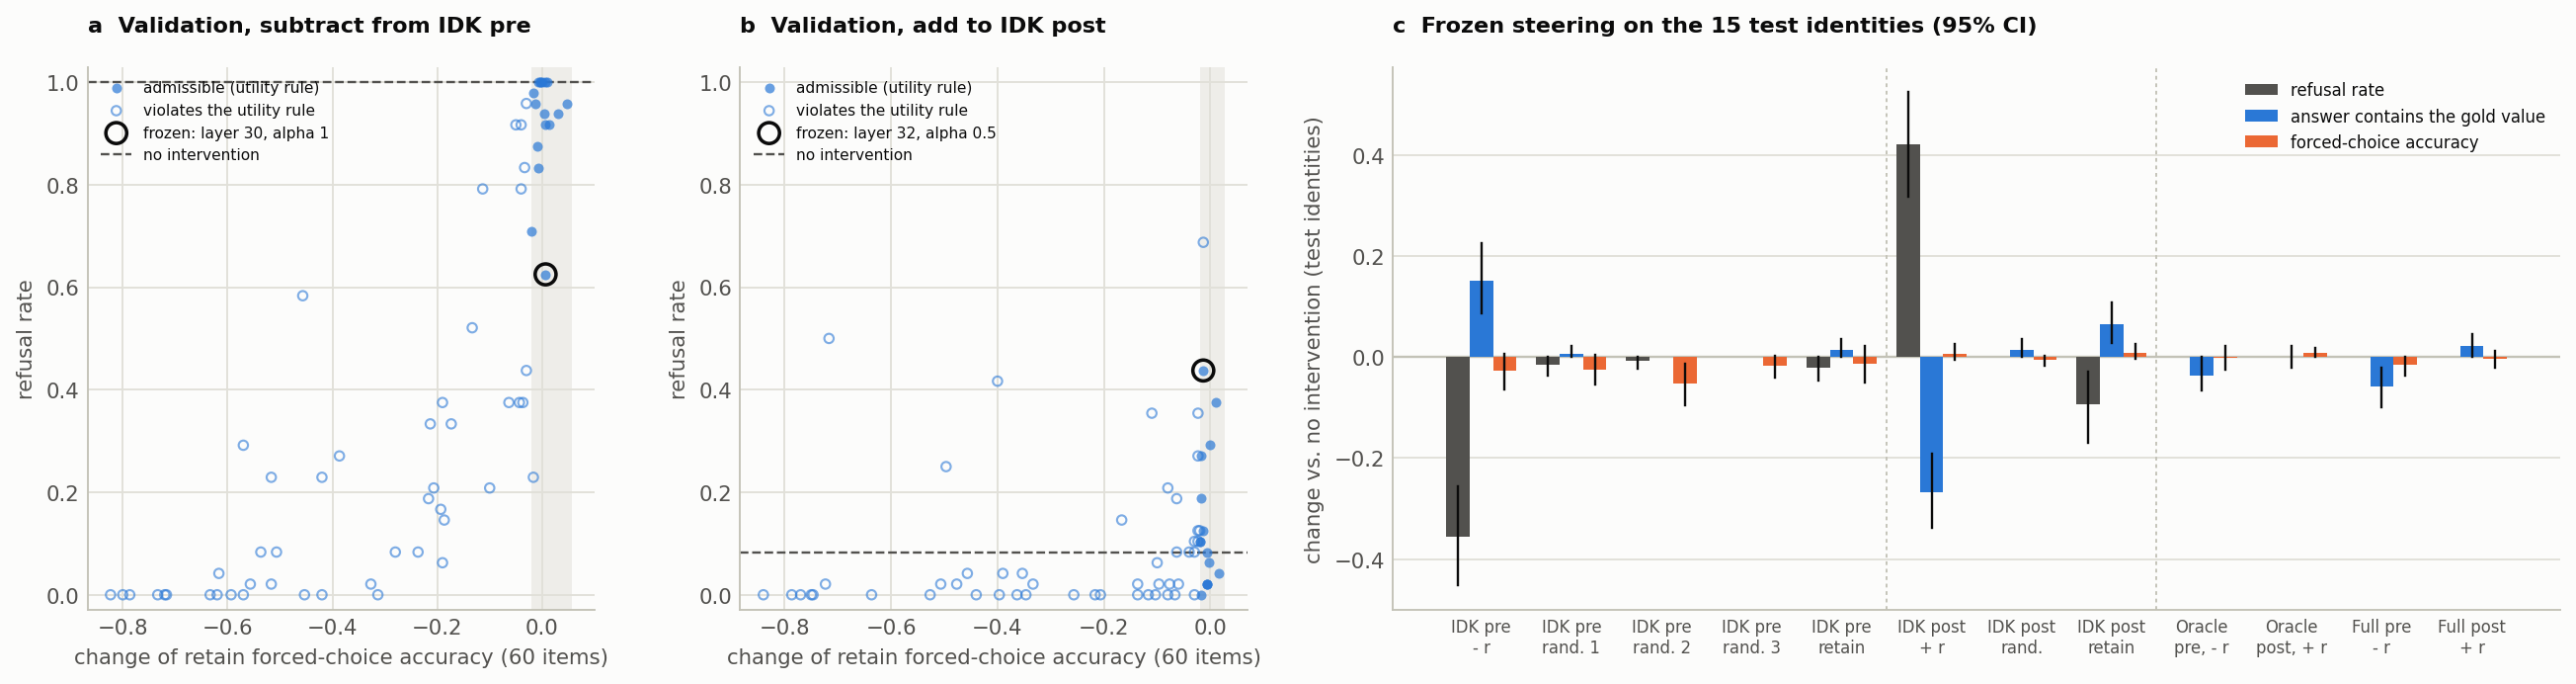 a  Validation, subtract from IDK pre
1.0
0.8
0.6
0.4
0.2
0.0
refusal rate
admissible (utility rule)
violates the utility rule
frozen: layer 30, alpha 1
no intervention
−0.8
−0.6
−0.4
−0.2
0.0
change of retain forced-choice accuracy (60 items)
b  Validation, add to IDK post
1.0
0.8
0.6
0.4
0.2
0.0
refusal rate
admissible (utility rule)
violates the utility rule
frozen: layer 32, alpha 0.5
no intervention
−0.8
−0.6
−0.4
−0.2
0.0
change of retain forced-choice accuracy (60 items)
c  Frozen steering on the 15 test identities (95% CI)
0.4
0.2
0.0
−0.2
−0.4
change vs. no intervention (test identities)
refusal rate
answer contains the gold value
forced-choice accuracy
IDK pre
- r
IDK pre
rand. 1
IDK pre
rand. 2
IDK pre
rand. 3
IDK pre
retain
IDK post
+ r
IDK post
rand.
IDK post
retain
Oracle
pre, - r
Oracle
post, + r
Full pre
- r
Full post
+ r